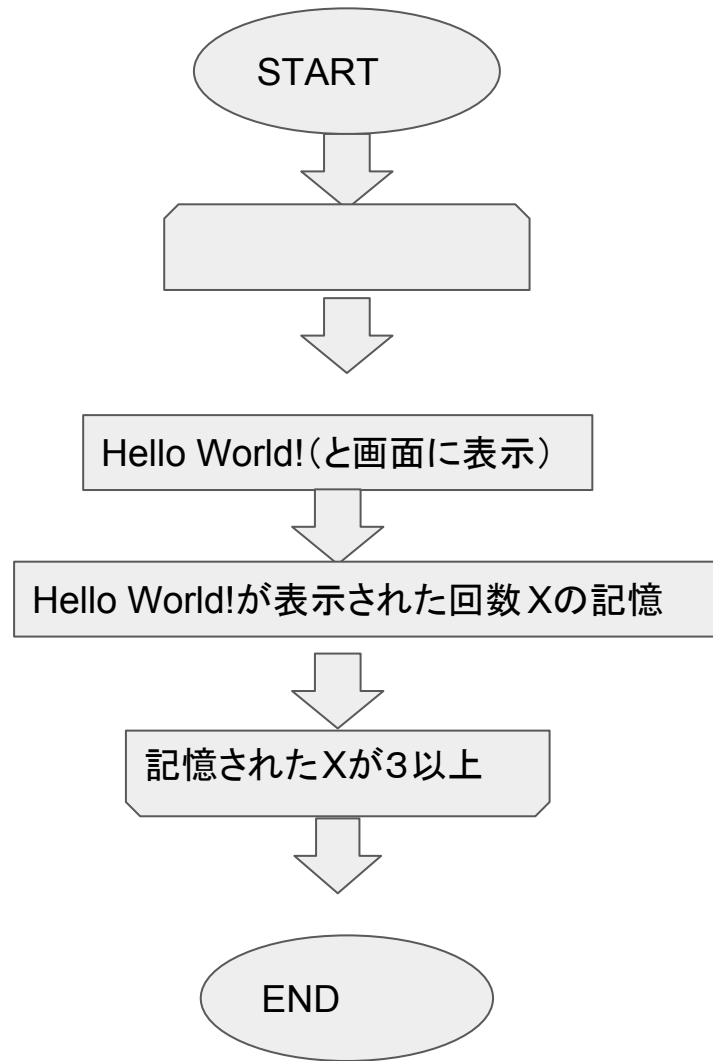 START
Hello World!(と画面に表示)
Hello World!が表示された回数Xの記憶
記憶されたXが3以上
END